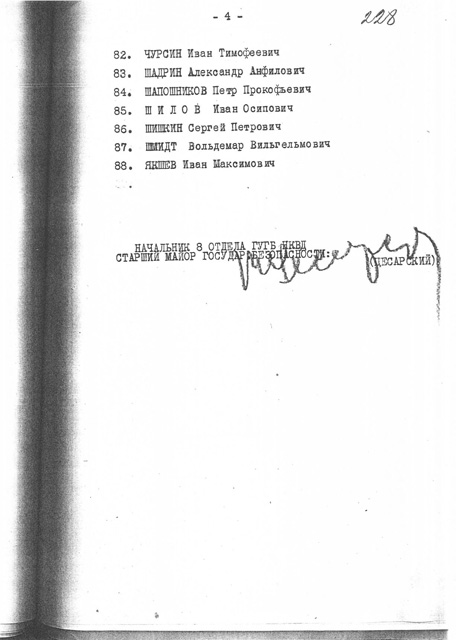 - 4 -
228
82. ЧУРСИН Иван Тимофеевич
83. ШАДРИН Александр Анфилович
84. ШАПОШНИКОВ Петр Прокофьевич
85. Ш И Л О В Иван Осипович
86. ШИШКИН Сергей Петрович
87. ШМИДТ Вольдемар Вильгельмович
88. ЯКШЕВ Иван Максимович
НАЧАЛЬНИК 8 ОТДЕЛА ГУГБ НКВД
СТАРШИЙ МАЙОР ГОСУДАР.БЕЗОПАСНОСТИ:
(ЦЕСАРСКИЙ)